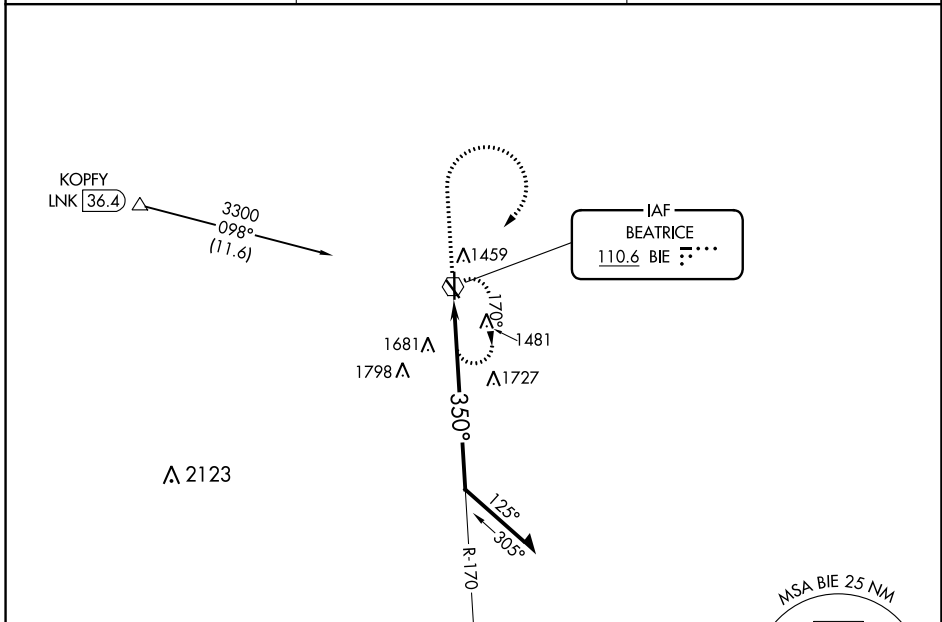 KOPFY
LNK 36.4
3300
098°
(11.6)
IAF
BEATRICE
110.6 BIE
1459
170°
1481
1681
1798
1727
350°
2123
125°
305°
R-170
MSA BIE 25 NM